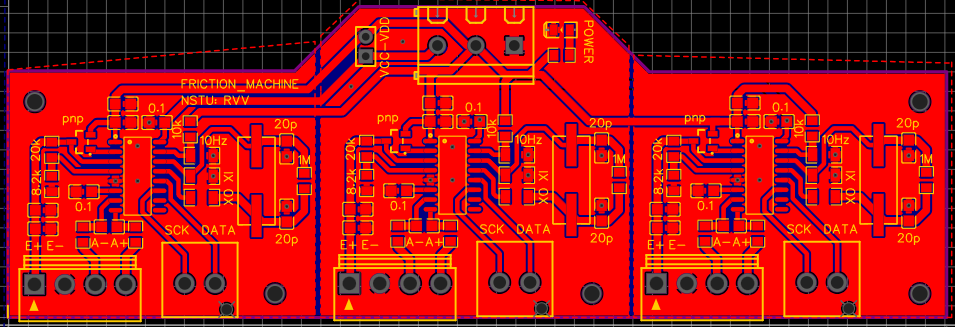 VCC-VDD
POWER
FRICTION_MACHINE
NSTU: RVV
pnp
0.1
10k
20k
8.2k
10Hz
XI
XO
20p
1M
20p
0.1
SCK DATA
E+ E-
A-A+
pnp
0.1
10k
20k
8.2k
10Hz
XI
XO
20p
1M
20p
0.1
SCK DATA
E+ E-
A-A+
pnp
0.1
10k
20k
8.2k
10Hz
XI
XO
20p
1M
20p
0.1
SCK DATA
E+ E-
A-A+